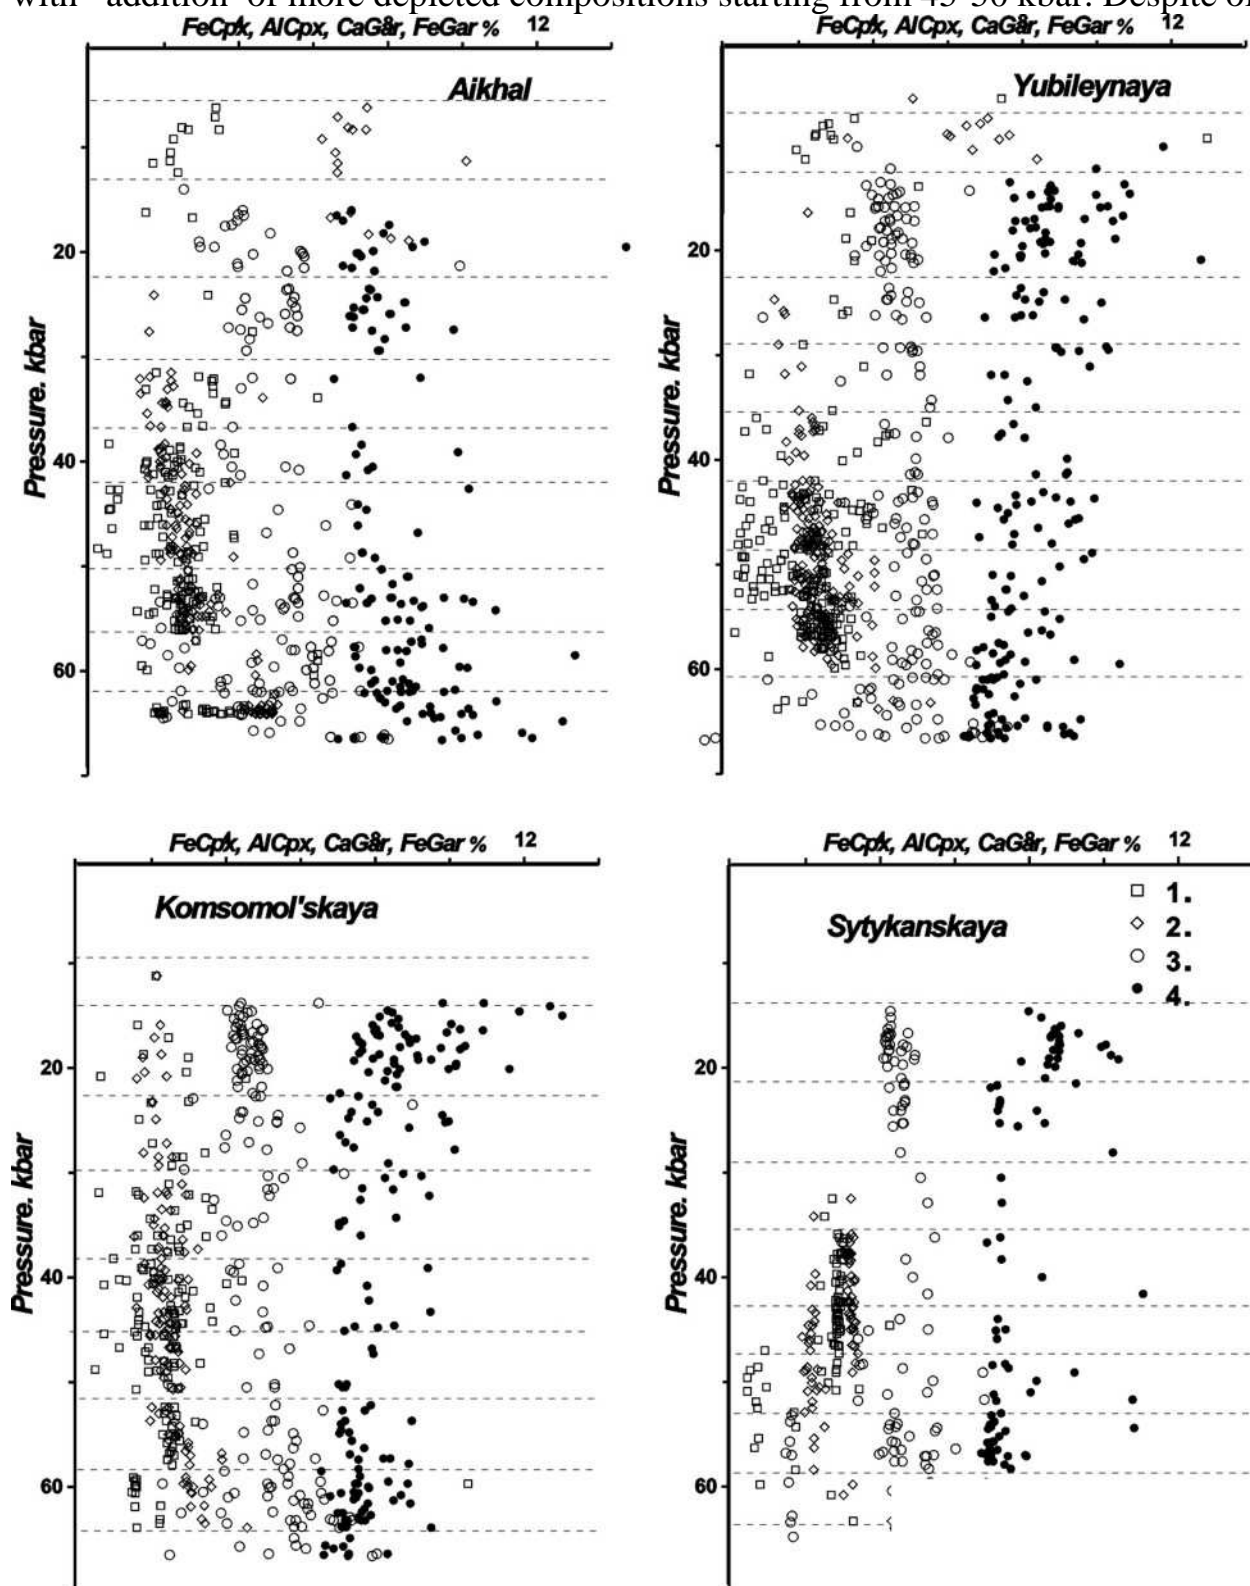 with "addition" of more depleted compositions starting from 45-50 kbar. Despite of
FeCpx, AlCpx, CaGar, FeGar % 12
Aikhal
Pressure. kbar
20
40
60
FeCpx, AlCpx, CaGar, FeGar % 12
Yubileynaya
Pressure. kbar
20
40
60
FeCpx, AlCpx, CaGar, FeGar % 12
Komsomol'skaya
Pressure. kbar
20
40
60
FeCpx, AlCpx, CaGar, FeGar % 12
Sytykanskaya
1.
2.
3.
4.
Pressure. kbar
20
40
60